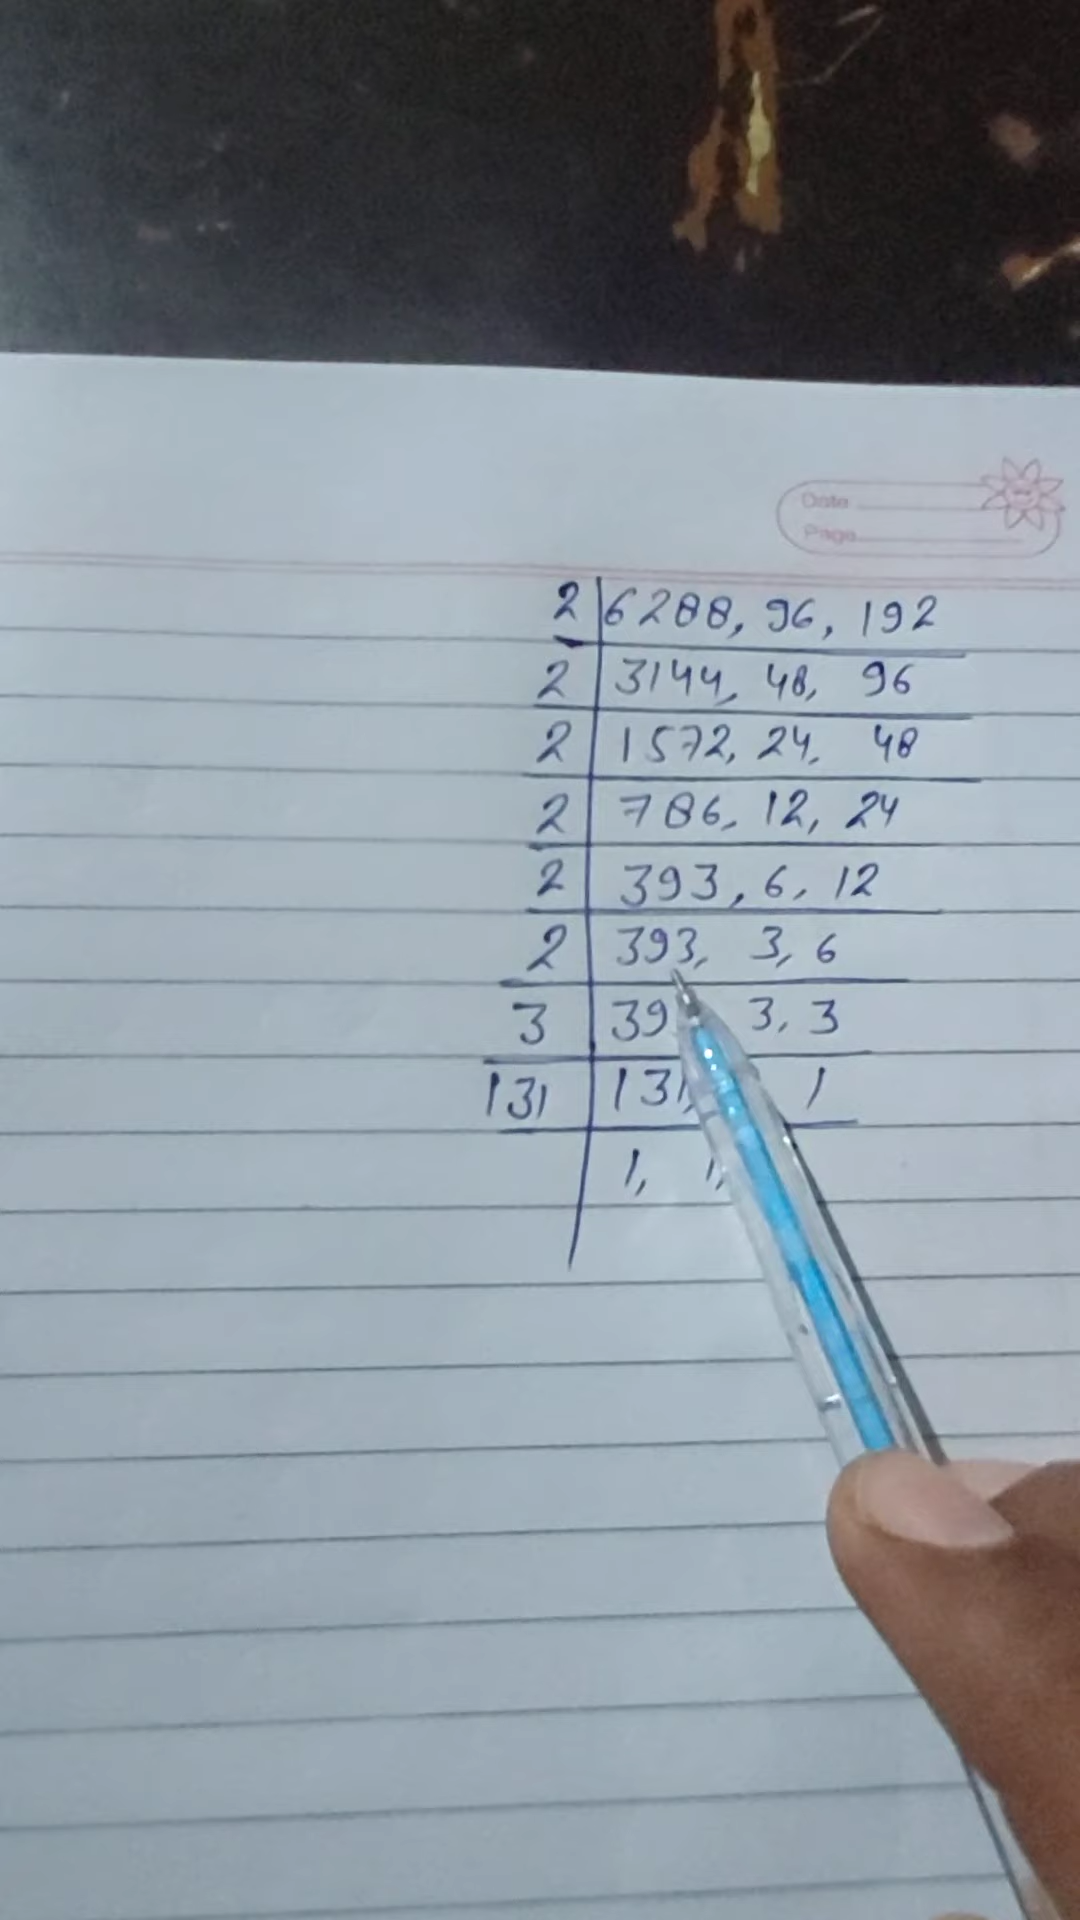 Date
Page
2 6288, 96, 192
2 3144, 48, 96
2 1572, 24, 48
2 786, 12, 24
2 393, 6, 12
2 393, 3, 6
3 39 3, 3
131 131, 1
1, 1,